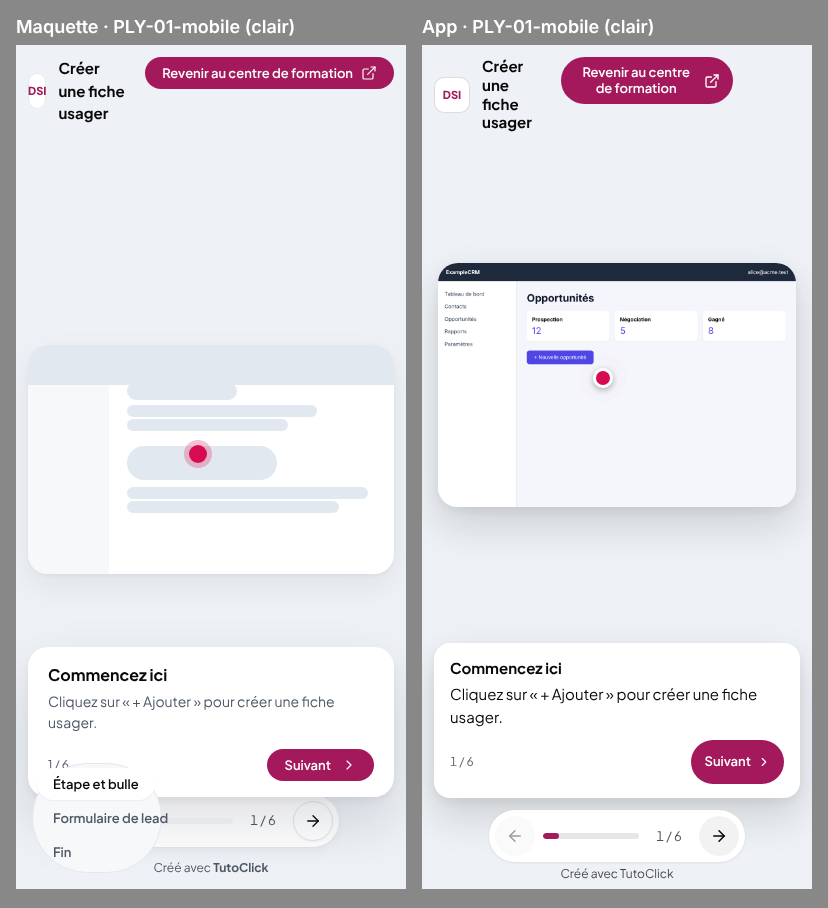 Maquette · PLY-01-mobile (clair)
DSI
Créer
une fiche
usager
Revenir au centre de formation
Commencez ici
Cliquez sur « + Ajouter » pour créer une fiche
usager.
1 / 6
Suivant
Étape et bulle
Formulaire de lead
Fin
1 / 6
Créé avec TutoClick
App · PLY-01-mobile (clair)
DSI
Créer
une
fiche
usager
Revenir au centre
de formation
ExampleCRM
alice@acme.test
Tableau de bord
Contacts
Opportunités
Rapports
Paramètres
Opportunités
Prospection
12
Négociation
5
Gagné
8
+ Nouvelle opportunité
Commencez ici
Cliquez sur « + Ajouter » pour créer une fiche
usager.
1 / 6
Suivant
1 / 6
Créé avec TutoClick